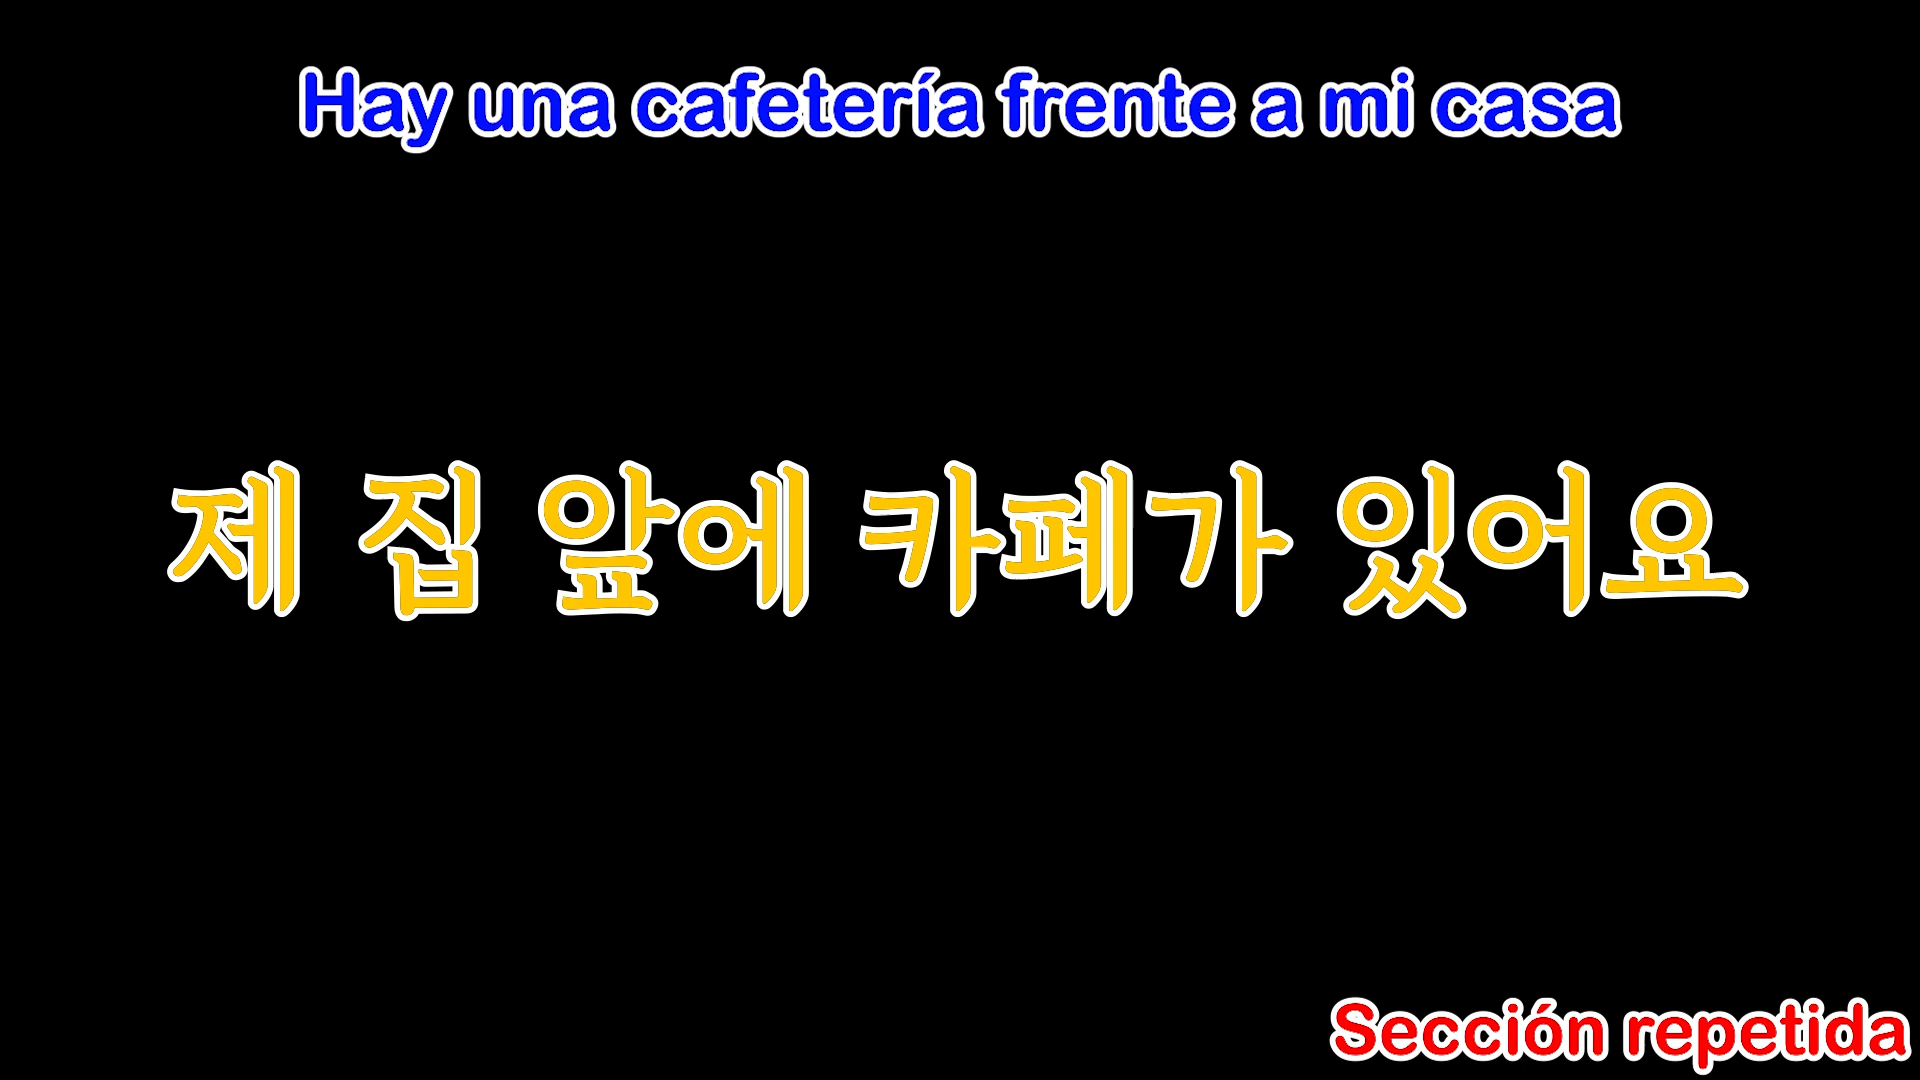 Hay una cafetería frente a mi casa
제 집 앞에 카페가 있어요
Sección repetida